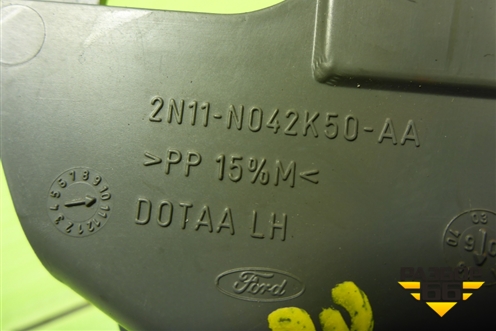 2N11-N042K50-AA
>PP 15%M<
DOTAA LH
Ford